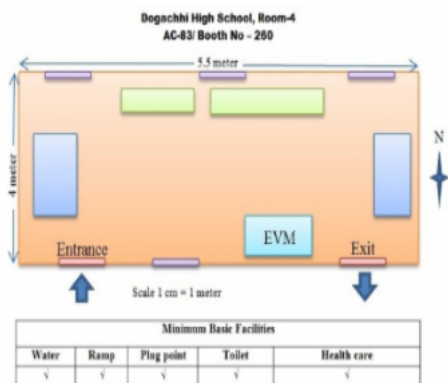 Dogachhi High School, Room-4
AC-83/ Booth No – 260
5.5 meter
4 meter
N
EVM
Entrance
Exit
Scale 1 cm = 1 meter
Minimum Basic Facilities
Water Ramp Plug point Toilet Health care
√ √ √ √ √